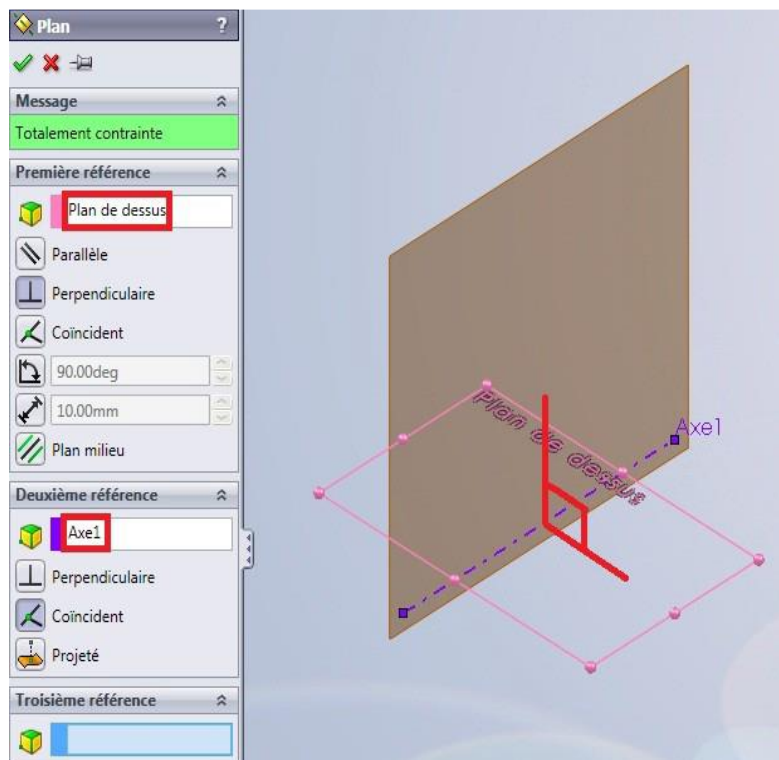 Plan ?
Message
Totalement contrainte
Première référence
Plan de dessus
Parallèle
Perpendiculaire
Coïncident
90.00deg
10.00mm
Plan milieu
Deuxième référence
Axe1
Perpendiculaire
Coïncident
Projeté
Troisième référence
Plan de dessus
Axe1